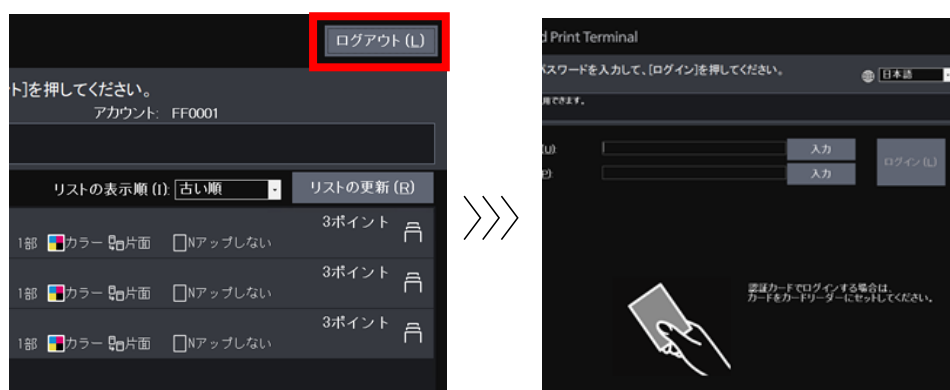 ログアウト(L)
ト]を押してください。
アカウント: FF0001
リストの表示順(I): 古い順 リストの更新(R)
3ポイント
1部 カラー 片面 Nアップしない
3ポイント
1部 カラー 片面 Nアップしない
3ポイント
1部 カラー 片面 Nアップしない
d Print Terminal
パスワードを入力して、[ログイン]を押してください。
日本語
用できます。
(U): 入力
ログイン(L)
P): 入力
認証カードでログインする場合は、
カードをカードリーダーにセットしてください。